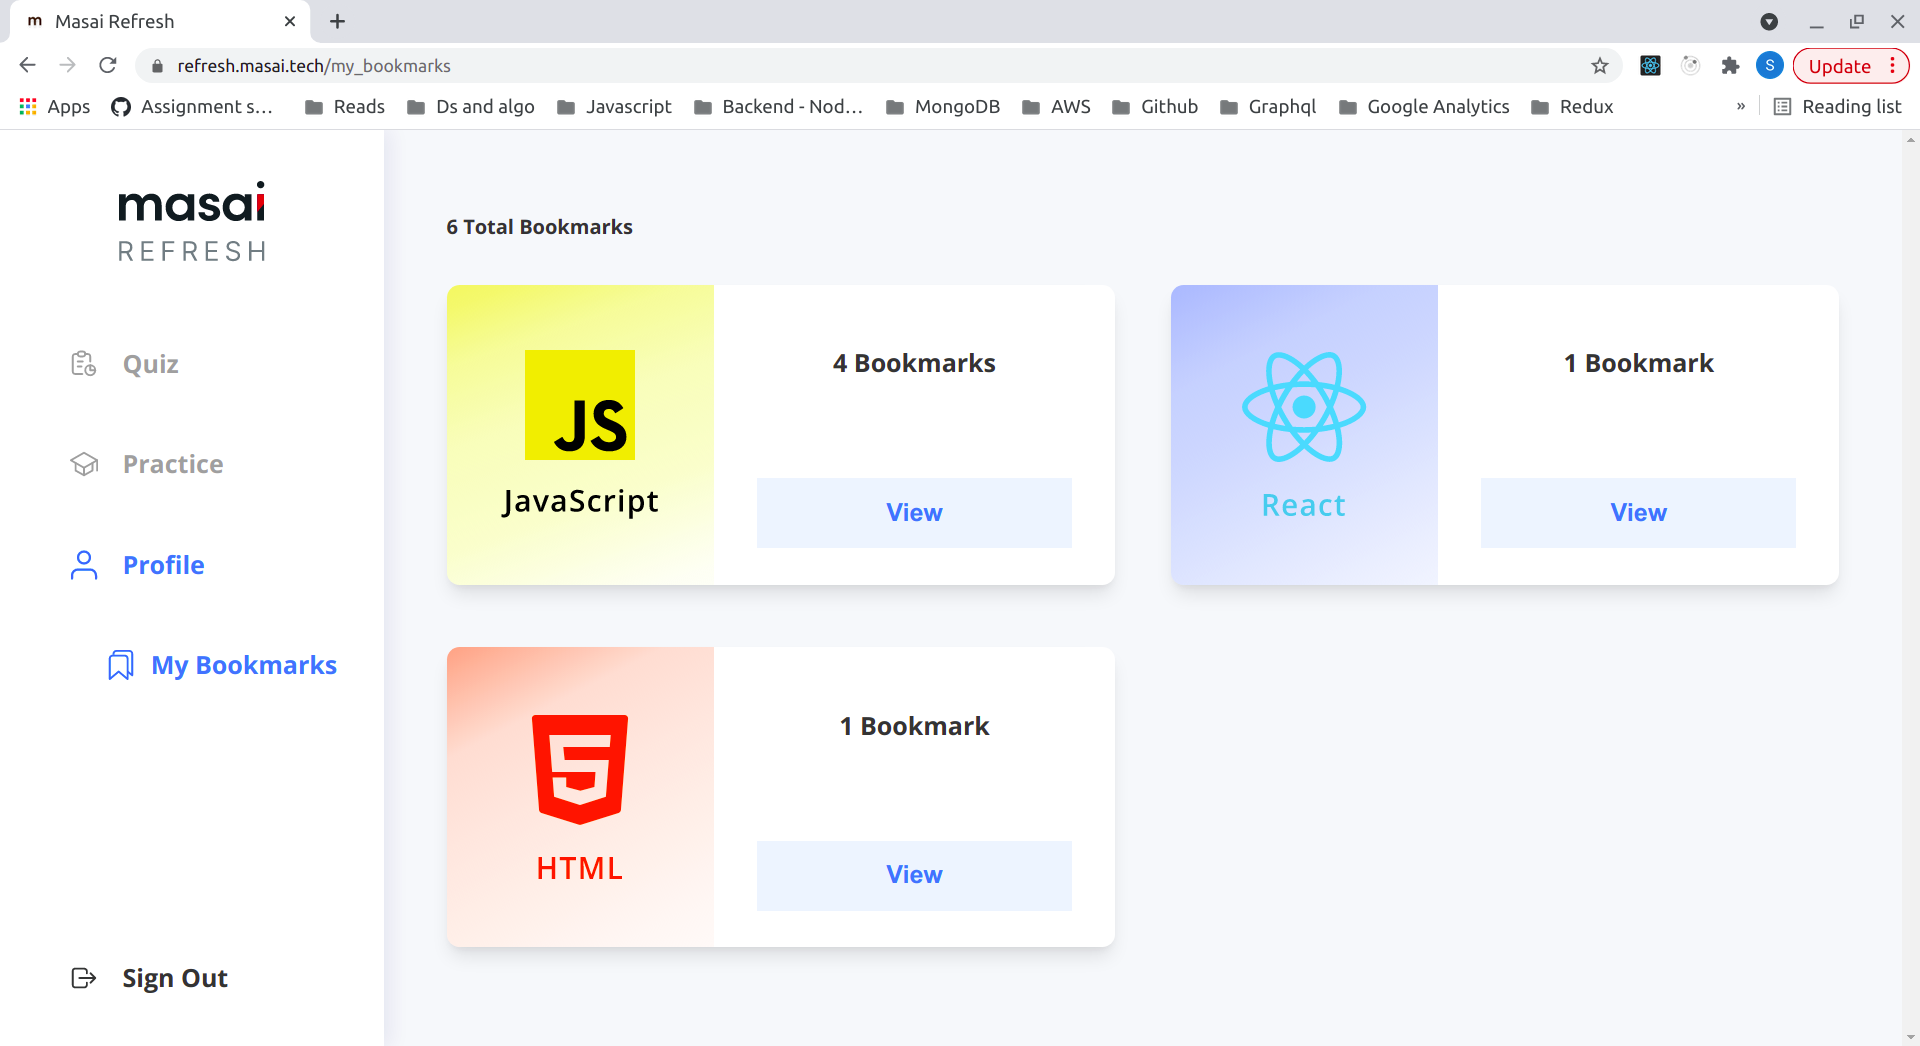 m Masai Refresh
refresh.masai.tech/my_bookmarks
S
Update
Apps Assignment s... Reads Ds and algo Javascript Backend - Nod... MongoDB AWS Github Graphql Google Analytics Redux » Reading list
masai
REFRESH
Quiz
Practice
Profile
My Bookmarks
Sign Out
6 Total Bookmarks
JS
JavaScript
4 Bookmarks
View
React
1 Bookmark
View
5
HTML
1 Bookmark
View